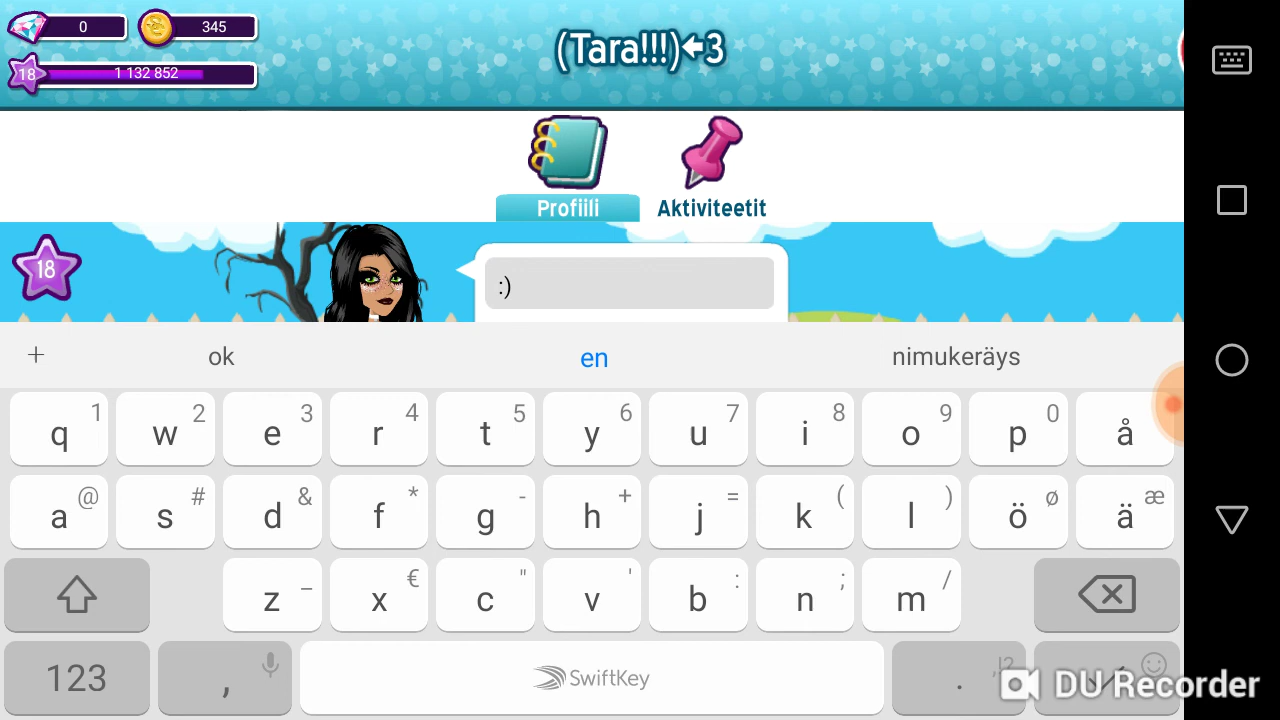 0 345
18 1 132 852
(Tara!!!)←3
Profiili Aktiviteetit
18
:)
+ ok en nimukeräys
q 1 w 2 e 3 r 4 t 5 y 6 u 7 i 8 o 9 p 0 å
a @ s # d & f * g - h + j = k ( l ) ö ø ä æ
z _ x € c " v ' b : n ; m /
123 , SwiftKey . !?
DU Recorder